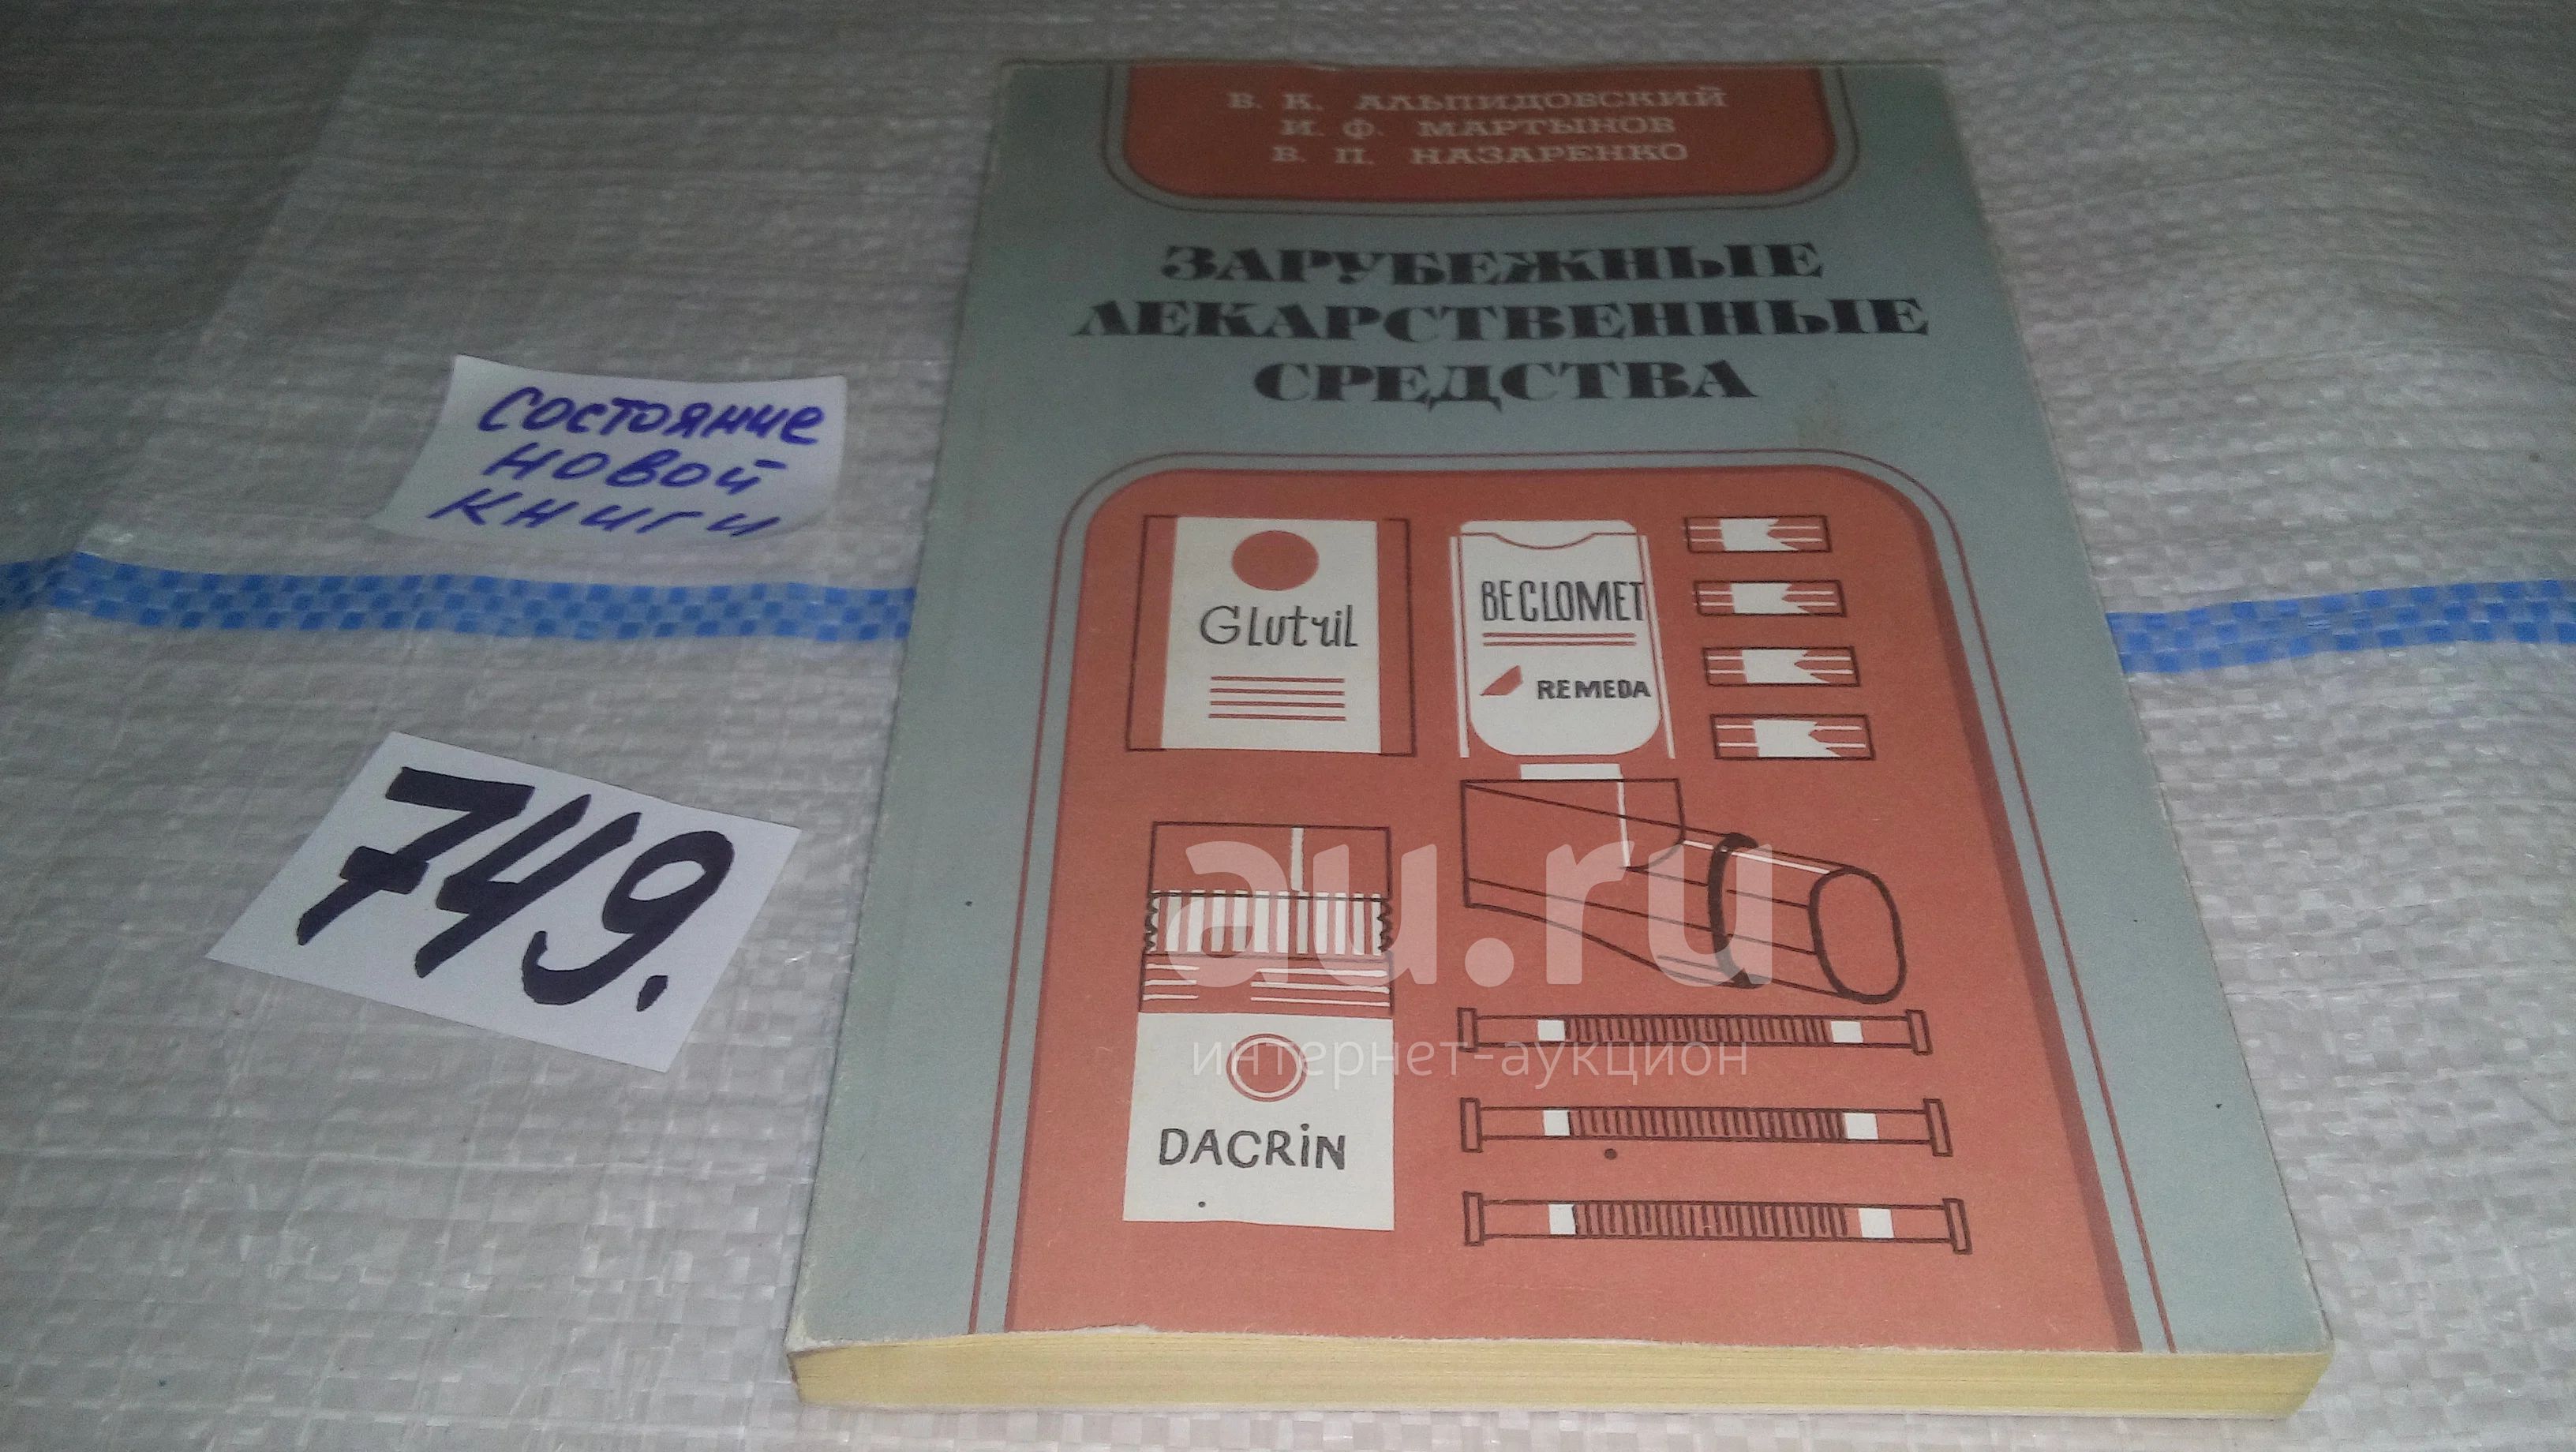 В. К. АЛЬПИДОВСКИЙ
И. Ф. МАРТЫНОВ
В. П. НАЗАРЕНКО
ЗАРУБЕЖНЫЕ
ЛЕКАРСТВЕННЫЕ
СРЕДСТВА
Состояние
новой
книги
749.
Glutril
BECLOMET
REMEDA
DACRiN
au.ru
интернет-аукцион